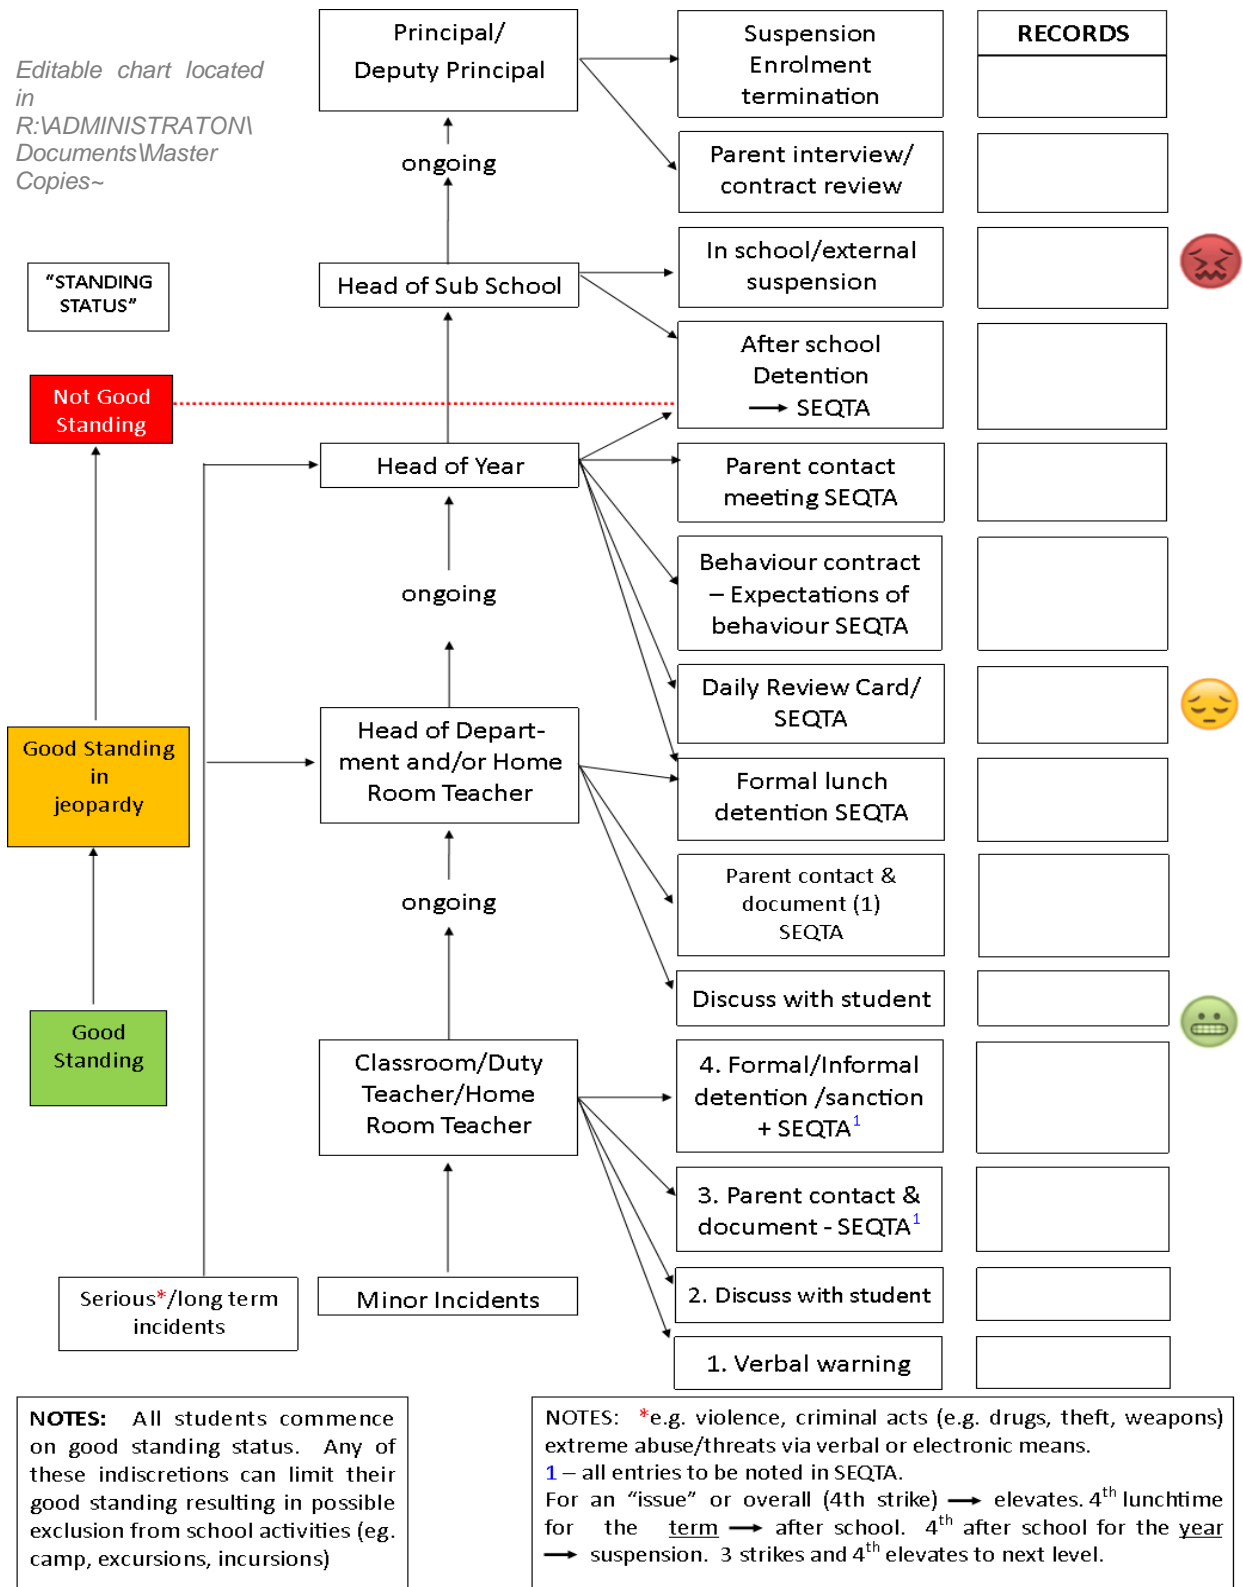 Editable chart located
in
R:\ADMINISTRATON\
Documents\Master
Copies~
"STANDING
STATUS"
Not Good
Standing
Good Standing
in
jeopardy
Good
Standing
Serious*/long term
incidents
Principal/
Deputy Principal
ongoing
Head of Sub School
Head of Year
ongoing
Head of Depart-
ment and/or Home
Room Teacher
ongoing
Classroom/Duty
Teacher/Home
Room Teacher
Minor Incidents
Suspension
Enrolment
termination
Parent interview/
contract review
In school/external
suspension
After school
Detention
→ SEQTA
Parent contact
meeting SEQTA
Behaviour contract
– Expectations of
behaviour SEQTA
Daily Review Card/
SEQTA
Formal lunch
detention SEQTA
Parent contact &
document (1)
SEQTA
Discuss with student
4. Formal/Informal
detention /sanction
+ SEQTA1
3. Parent contact &
document - SEQTA1
2. Discuss with student
1. Verbal warning
RECORDS
NOTES: All students commence
on good standing status. Any of
these indiscretions can limit their
good standing resulting in possible
exclusion from school activities (eg.
camp, excursions, incursions)
NOTES: *e.g. violence, criminal acts (e.g. drugs, theft, weapons)
extreme abuse/threats via verbal or electronic means.
1 – all entries to be noted in SEQTA.
For an "issue" or overall (4th strike) → elevates. 4th lunchtime
for the term → after school. 4th after school for the year
→ suspension. 3 strikes and 4th elevates to next level.